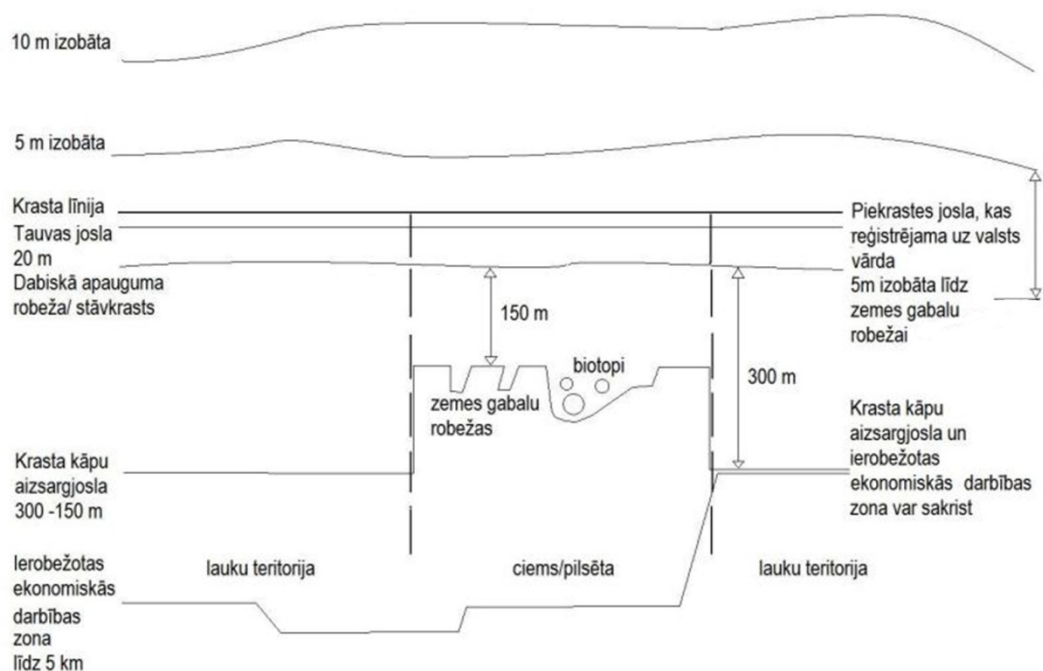 10 m izobāta
5 m izobāta
Krasta līnija
Tauvas josla
20 m
Dabiskā apauguma
robeža/ stāvkrasts
Piekrastes josla, kas
reģistrējama uz valsts
vārda
5m izobāta līdz
zemes gabalu
robežai
150 m
biotopi
300 m
zemes gabalu
robežas
Krasta kāpu
aizsargjosla
300 -150 m
Krasta kāpu
aizsargjosla un
ierobežotas
ekonomiskās darbības
zona var sakrist
Ierobežotas
ekonomiskās
darbības
zona
līdz 5 km
lauku teritorija
ciems/pilsēta
lauku teritorija